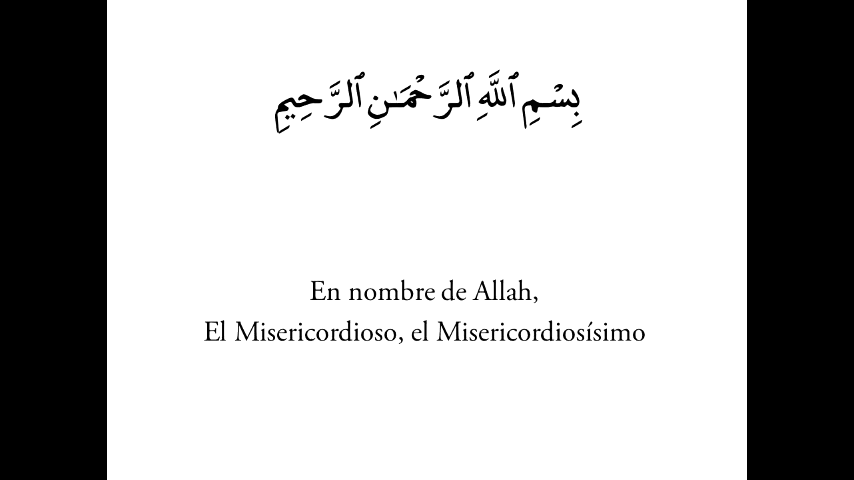 بِسْمِ ٱللَّهِ ٱلرَّحْمَـٰنِ ٱلرَّحِيمِ
En nombre de Allah,
El Misericordioso, el Misericordiosísimo